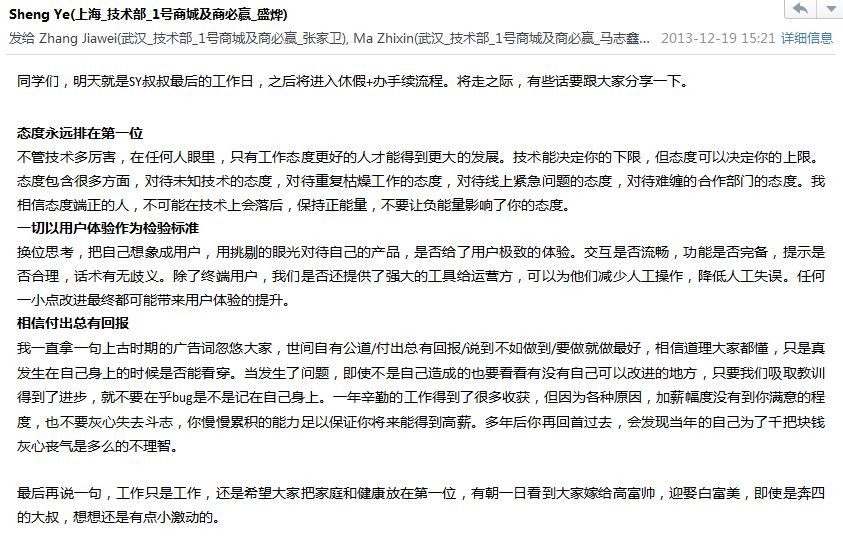 Sheng Ye(上海_技术部_1号商城及商必赢_盛烨)
发给 Zhang Jiawei(武汉_技术部_1号商城及商必赢_张家卫), Ma Zhixin(武汉_技术部_1号商城及商必赢_马志鑫... 2013-12-19 15:21 详细信息
同学们，明天就是SY叔叔最后的工作日，之后将进入休假+办手续流程。将走之际，有些话要跟大家分享一下。
态度永远排在第一位
不管技术多厉害，在任何人眼里，只有工作态度更好的人才能得到更大的发展。技术能决定你的下限，但态度可以决定你的上限。
态度包含很多方面，对待未知技术的态度，对待重复枯燥工作的态度，对待线上紧急问题的态度，对待难缠的合作部门的态度。我
相信态度端正的人，不可能在技术上会落后，保持正能量，不要让负能量影响了你的态度。
一切以用户体验作为检验标准
换位思考，把自己想象成用户，用挑剔的眼光对待自己的产品，是否给了用户极致的体验。交互是否流畅，功能是否完备，提示是
否合理，话术有无歧义。除了终端用户，我们是否还提供了强大的工具给运营方，可以为他们减少人工操作，降低人工失误。任何
一小点改进最终都可能带来用户体验的提升。
相信付出总有回报
我一直拿一句上古时期的广告词忽悠大家，世间自有公道/付出总有回报/说到不如做到/要做就做最好，相信道理大家都懂，只是真
发生在自己身上的时候是否能看穿。当发生了问题，即使不是自己造成的也要看看有没有自己可以改进的地方，只要我们吸取教训
得到了进步，就不要在乎bug是不是记在自己身上。一年辛勤的工作得到了很多收获，但因为各种原因，加薪幅度没有到你满意的程
度，也不要灰心失去斗志，你慢慢累积的能力足以保证你将来能得到高薪。多年后你再回首过去，会发现当年的自己为了千把块钱
灰心丧气是多么的不理智。
最后再说一句，工作只是工作，还是希望大家把家庭和健康放在第一位，有朝一日看到大家嫁给高富帅，迎娶白富美，即使是奔四
的大叔，想想还是有点小激动的。